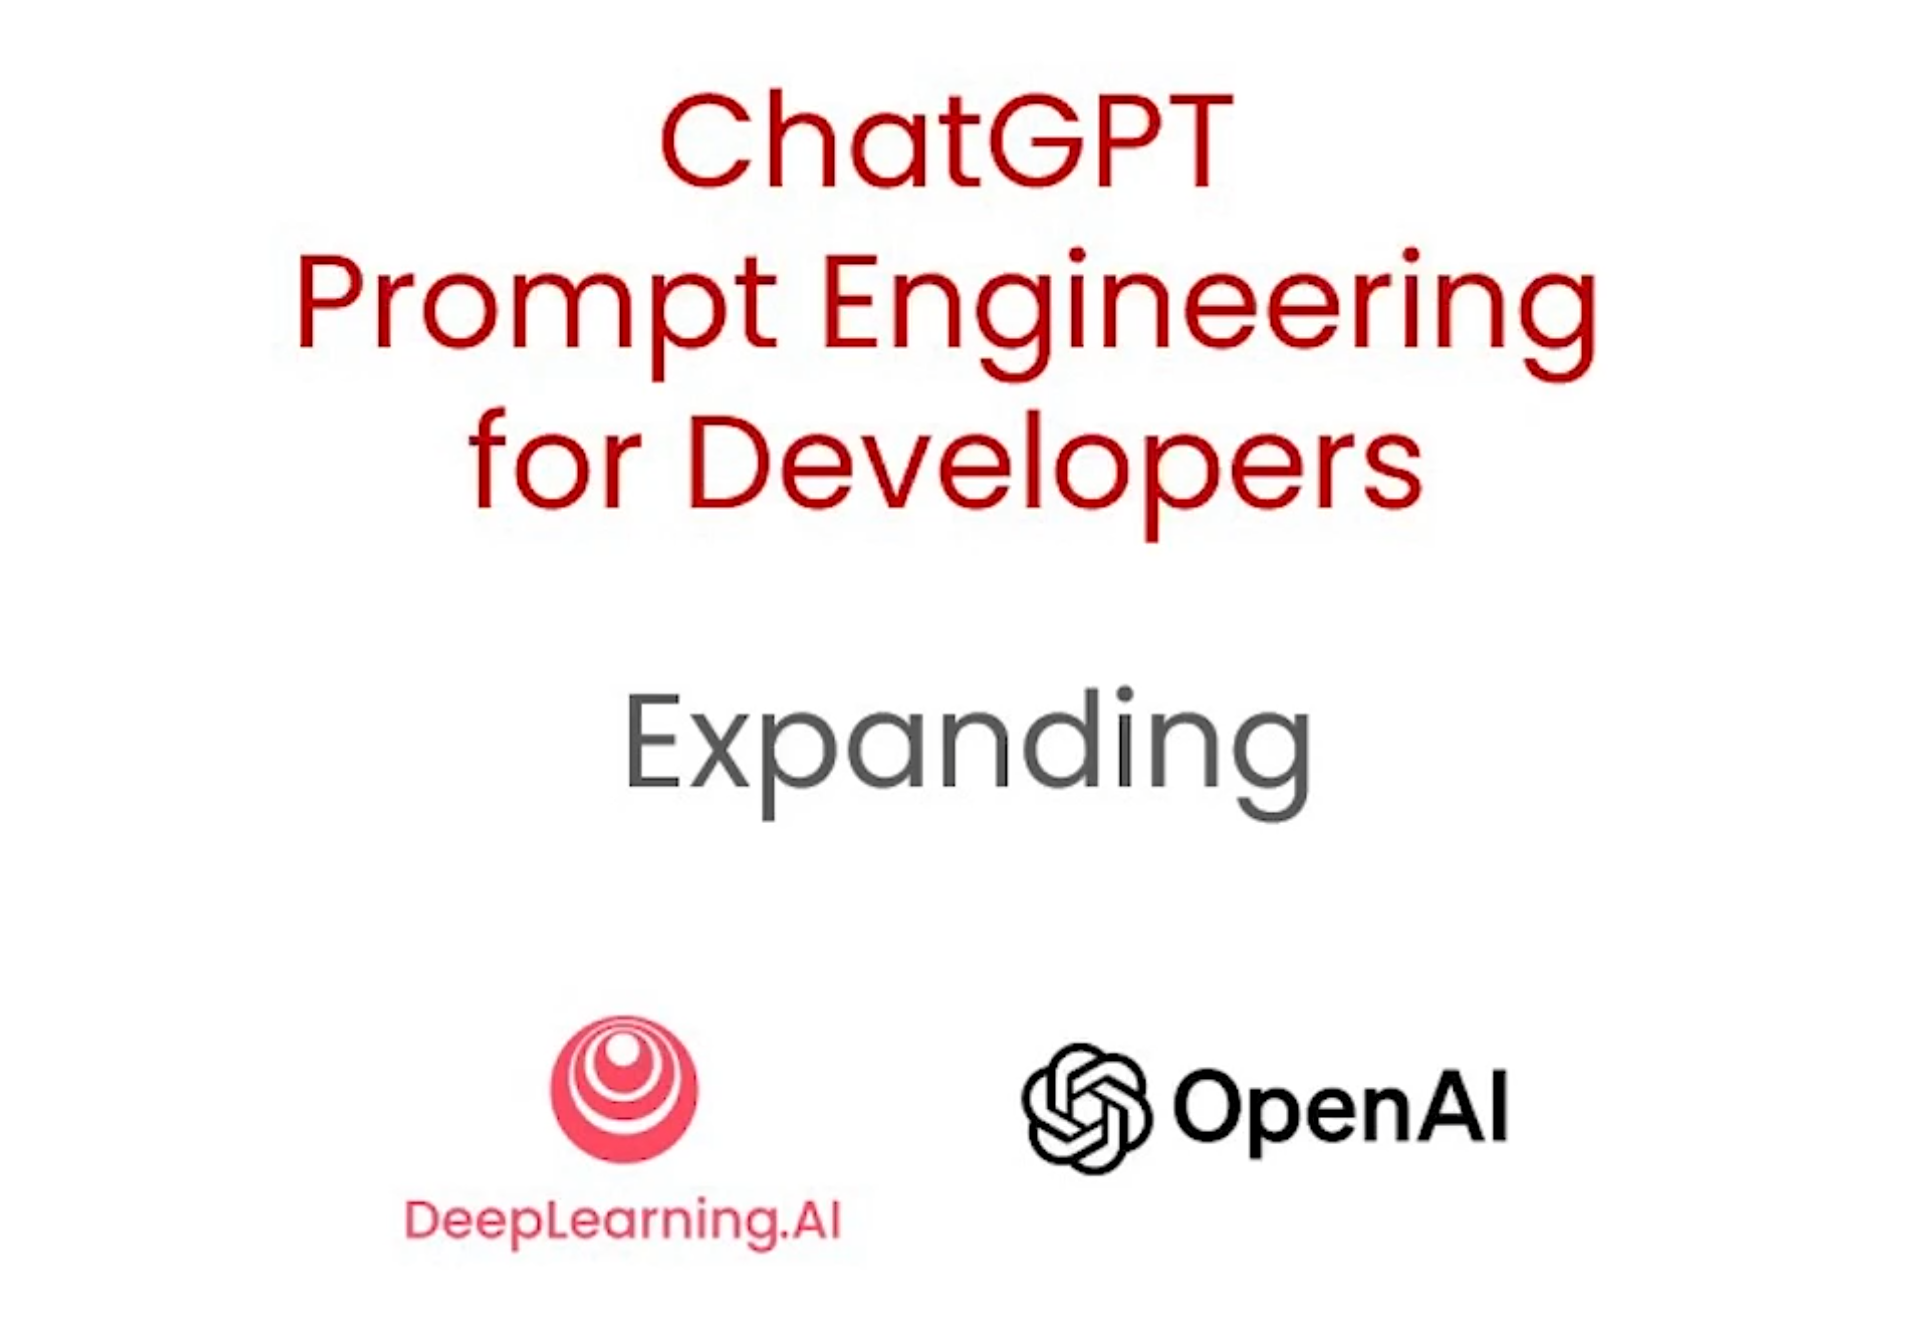 ChatGPT
Prompt Engineering
for Developers
Expanding
DeepLearning.AI
OpenAI